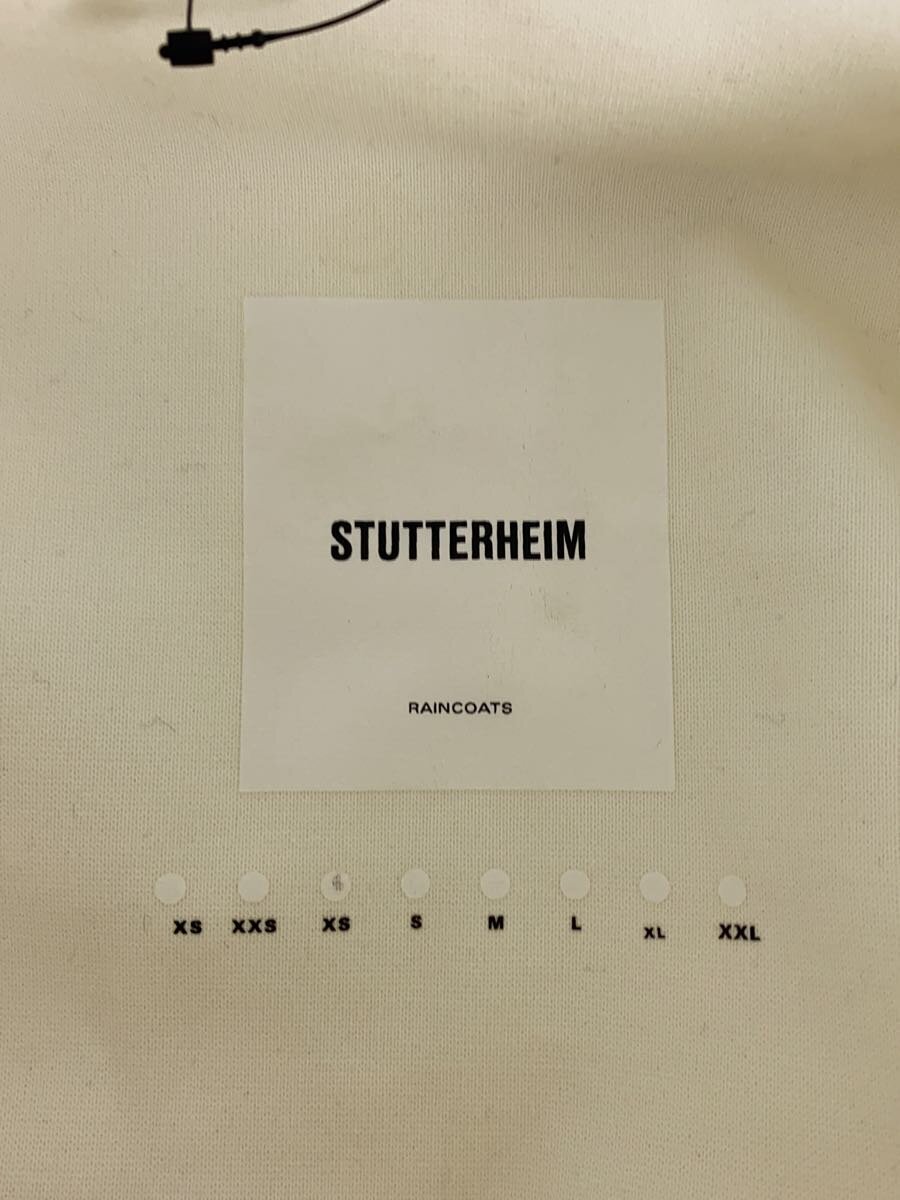 STUTTERHEIM
RAINCOATS
XS XXS XS S M L XL XXL